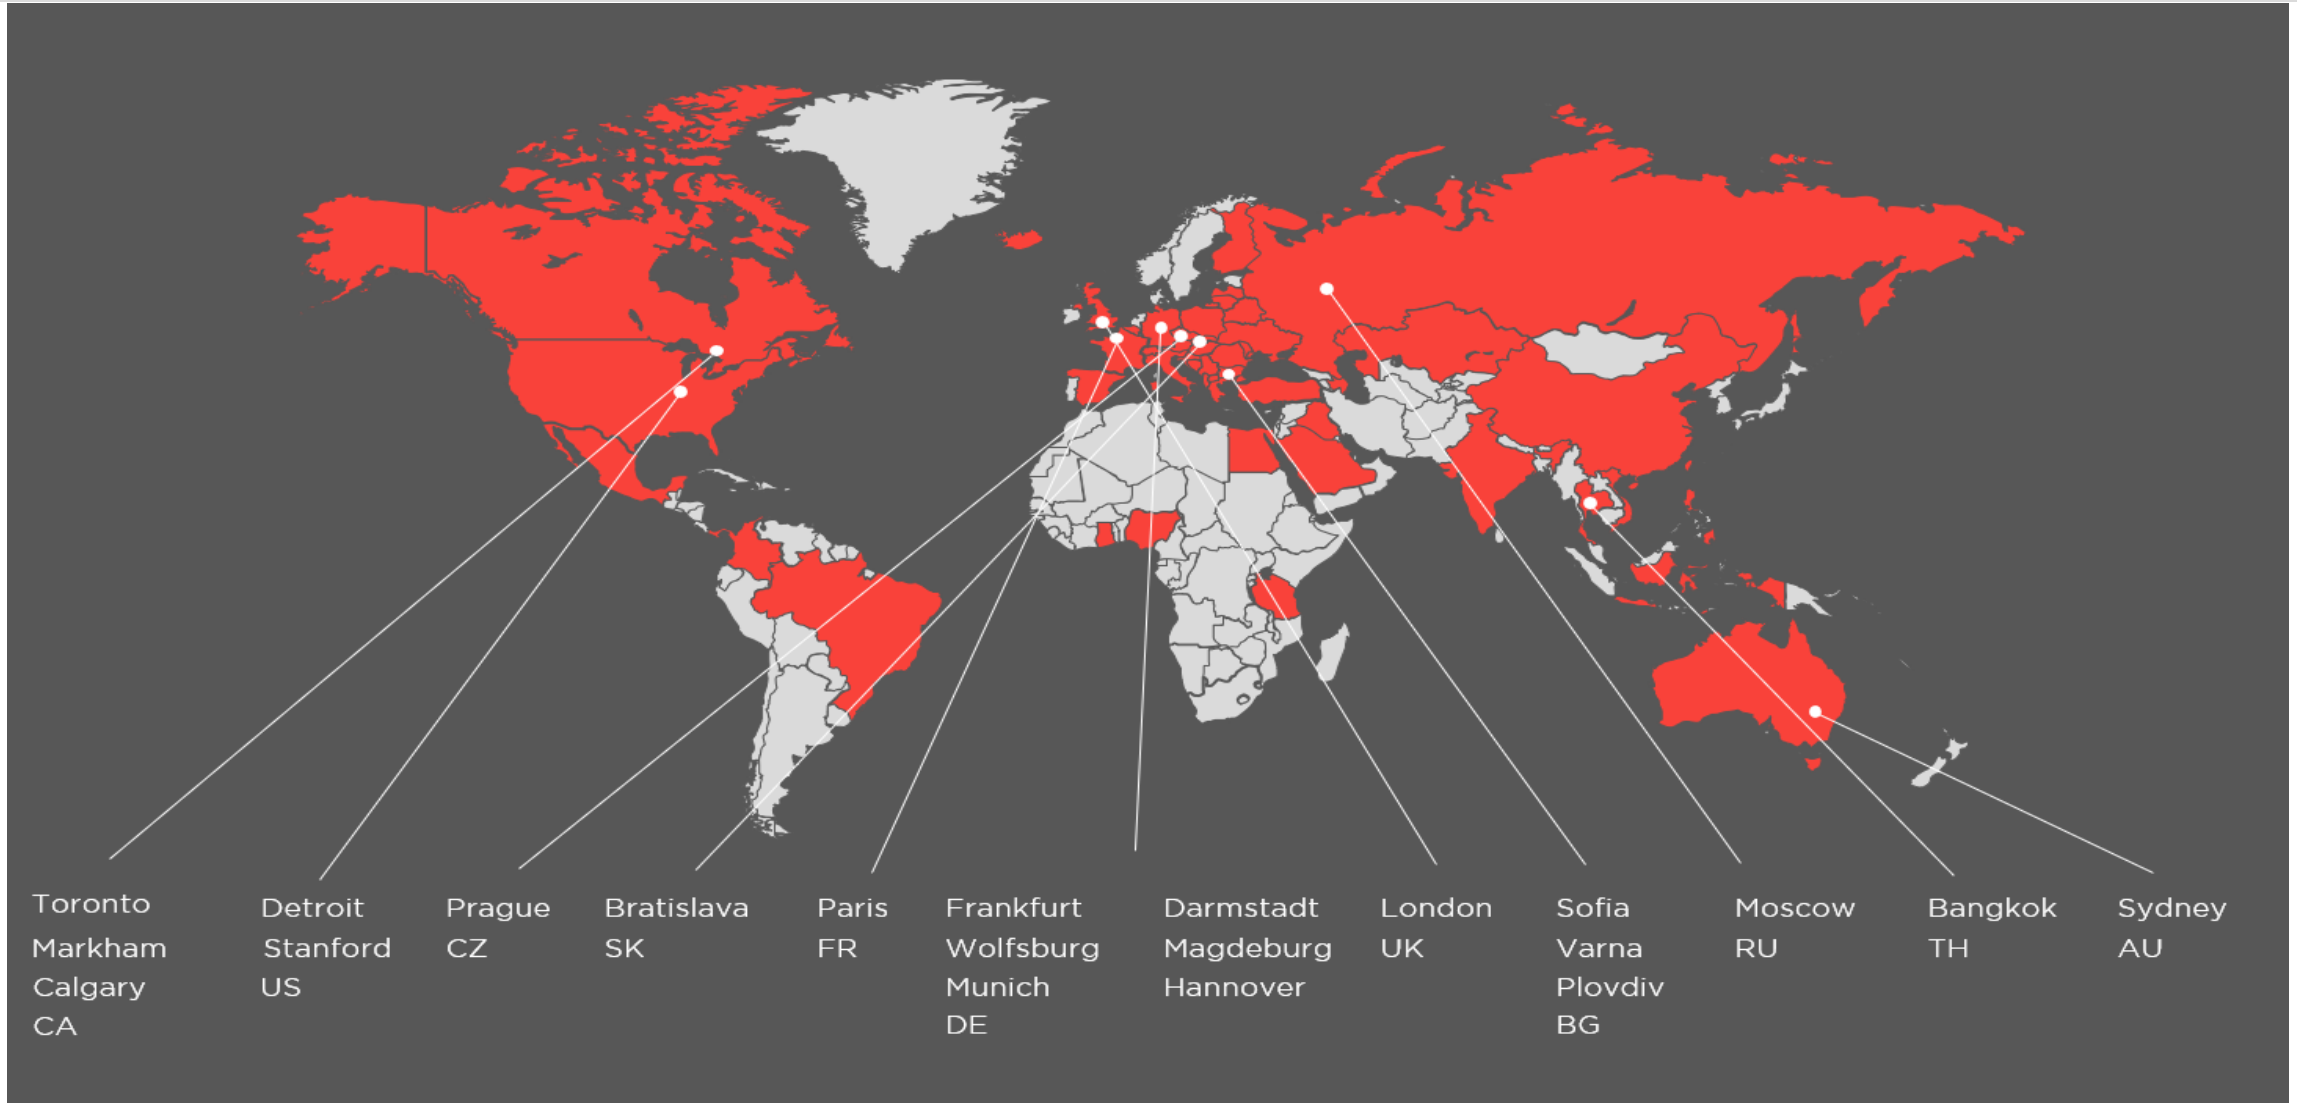 Toronto
Markham
Calgary
CA
Detroit
Stanford
US
Prague
CZ
Bratislava
SK
Paris
FR
Frankfurt
Wolfsburg
Munich
DE
Darmstadt
Magdeburg
Hannover
London
UK
Sofia
Varna
Plovdiv
BG
Moscow
RU
Bangkok
TH
Sydney
AU